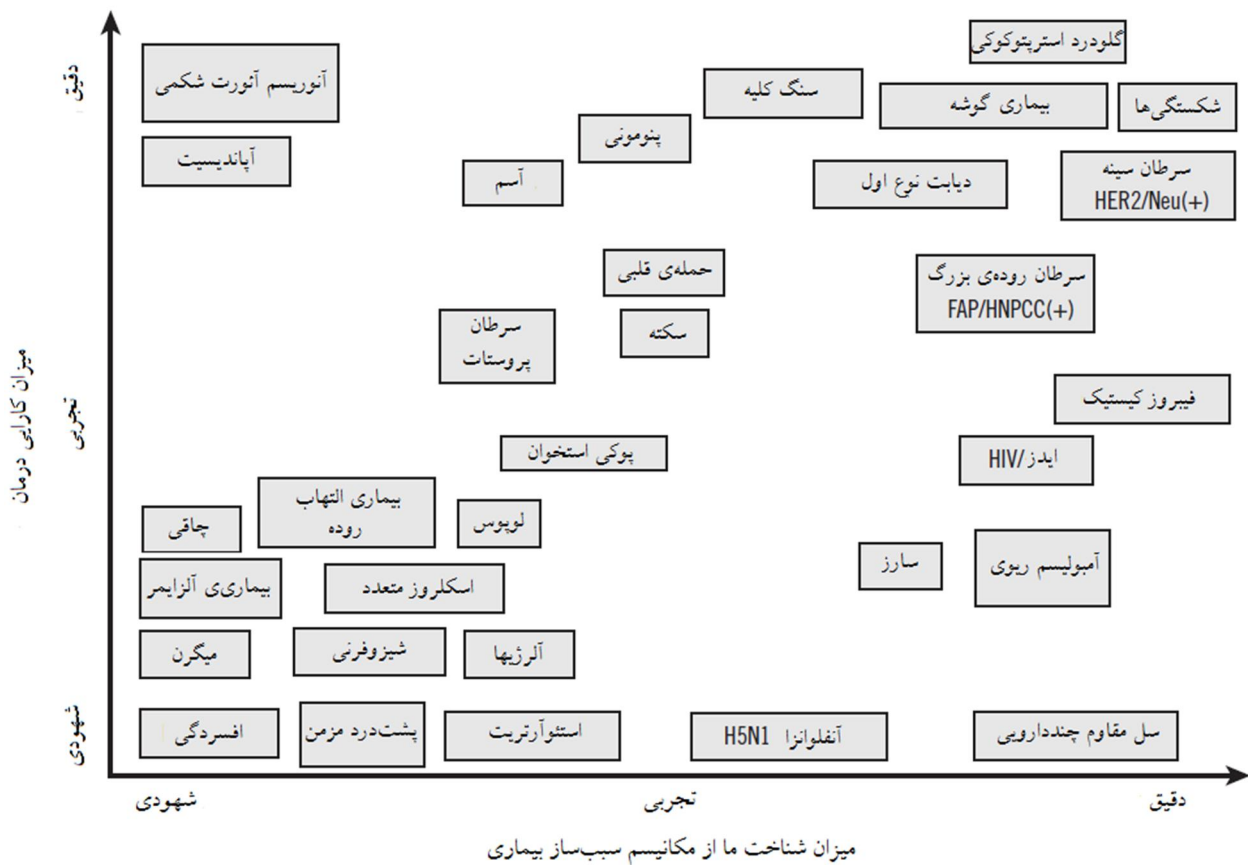 گلودرد استرپتوکوکی
آنوریسم آئورت شکمی
سنگ کلیه
بیماری گوشه
شکستگی‌ها
پنومونی
آپاندیسیت
آسم
دیابت نوع اول
سرطان سینه
HER2/Neu(+)
حمله‌ی قلبی
سرطان روده‌ی بزرگ
FAP/HNPCC(+)
سرطان
پروستات
سکته
فیبروز کیستیک
پوکی استخوان
ایدز/HIV
بیماری التهاب
روده
لوپوس
چاقی
سارز
آمبولیسم ریوی
بیماری‌ی آلزایمر
اسکلروز متعدد
میگرن
شیزوفرنی
آلرژیها
افسردگی
پشت‌درد مزمن
استئوآرتریت
آنفلوانزا H5N1
سل مقاوم چنددارویی
دقیق
تجربی
شهودی
میزان کارایی درمان
شهودی
تجربی
دقیق
میزان شناخت ما از مکانیسم سبب‌ساز بیماری